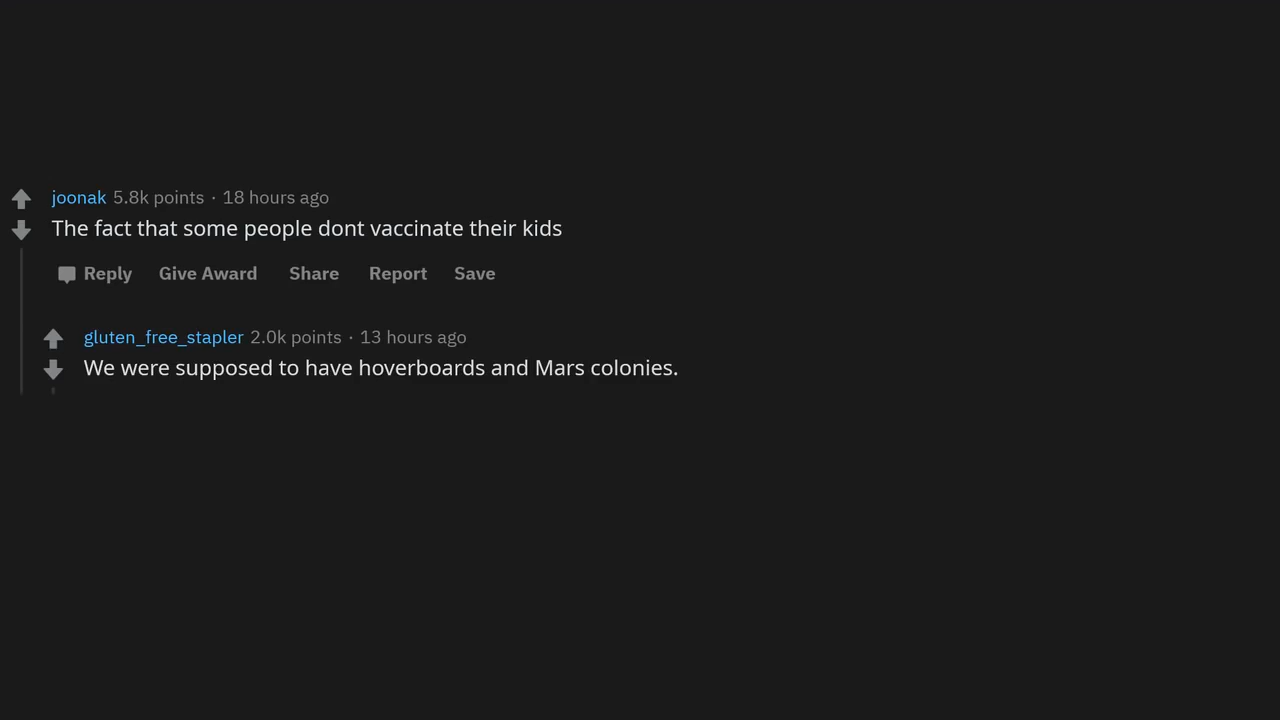 joonak 5.8k points · 18 hours ago
The fact that some people dont vaccinate their kids
Reply Give Award Share Report Save
gluten_free_stapler 2.0k points · 13 hours ago
We were supposed to have hoverboards and Mars colonies.